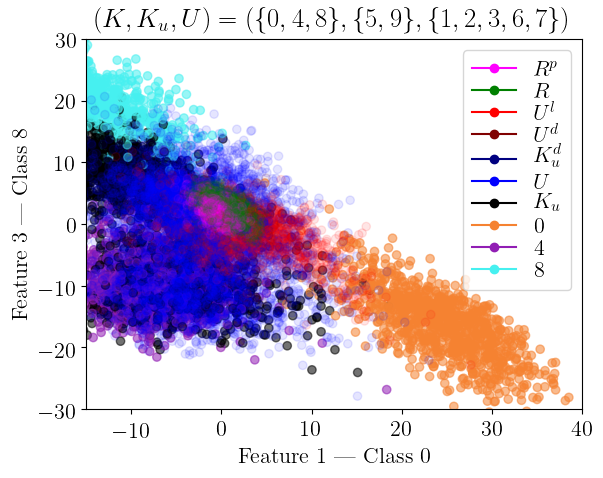 (K, K_u, U) = ({0, 4, 8}, {5, 9}, {1, 2, 3, 6, 7})
30
20
10
0
−10
−20
−30
Feature 3 — Class 8
R^p
R
U^l
U^d
K_u^d
U
K_u
0
4
8
−10
0
10
20
30
40
Feature 1 — Class 0